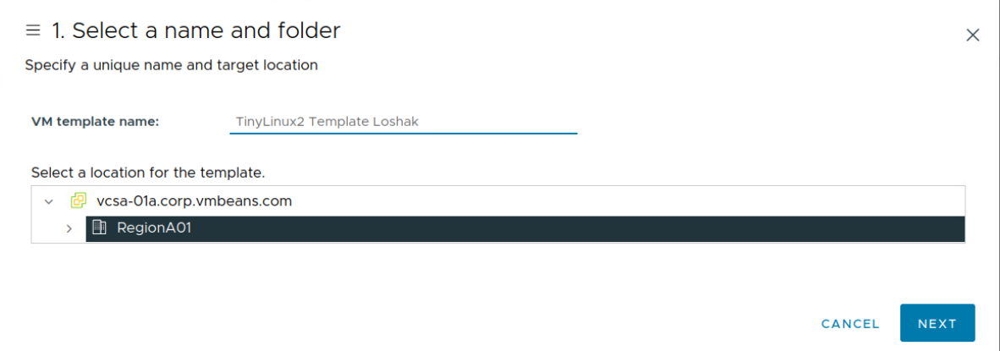 1. Select a name and folder
Specify a unique name and target location
VM template name: TinyLinux2 Template Loshak
Select a location for the template.
vcsa-01a.corp.vmbeans.com
RegionA01
CANCEL NEXT